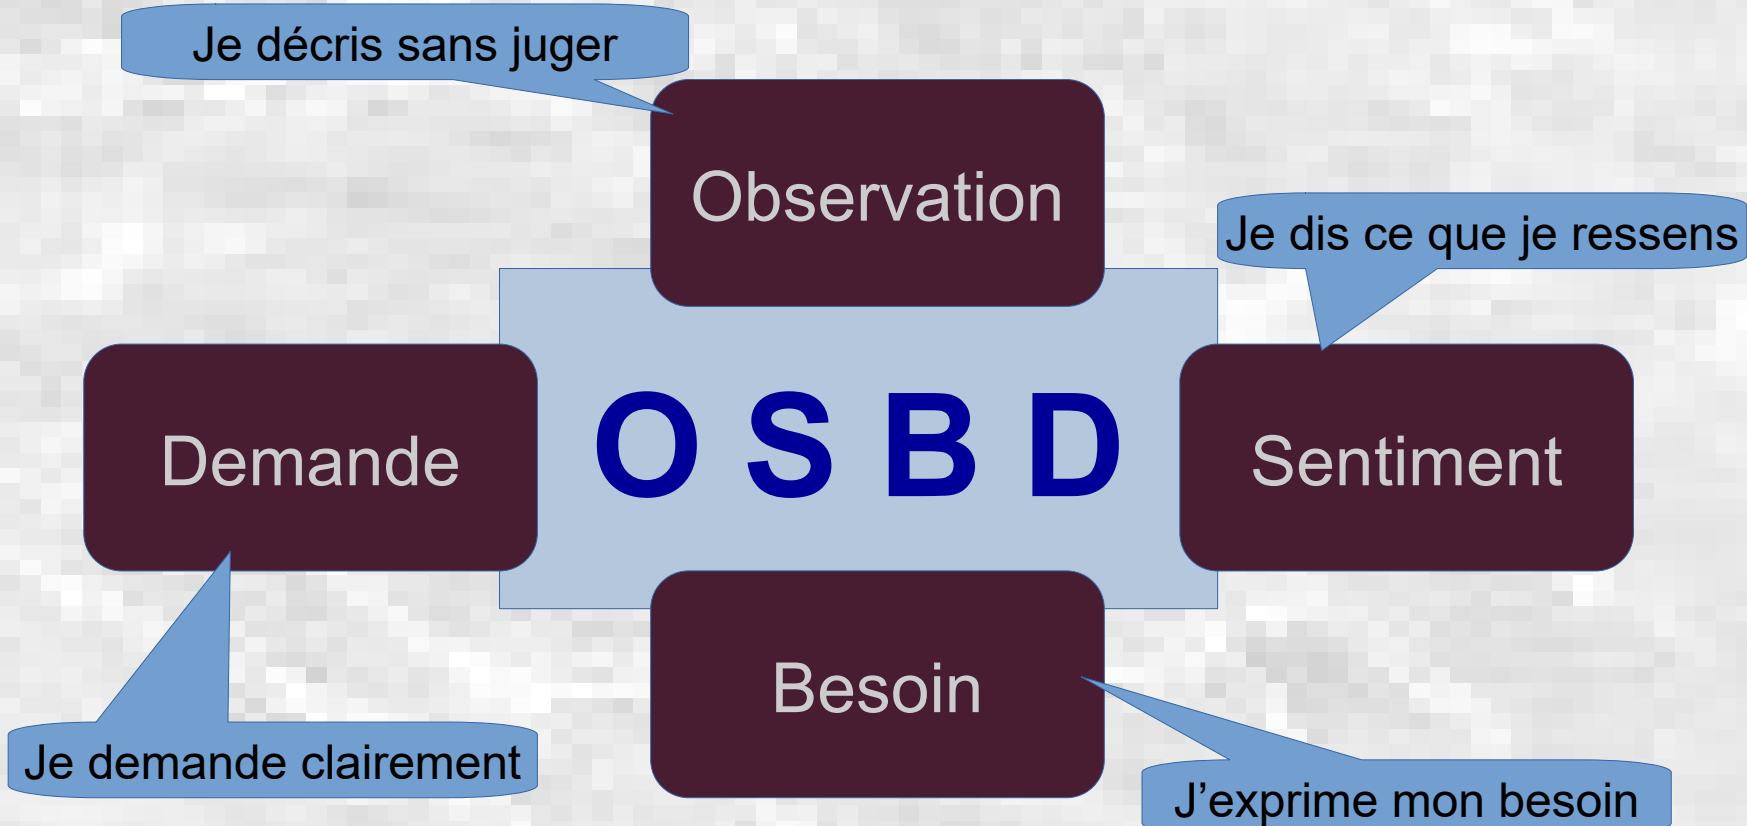 Je décris sans juger
Observation
Je dis ce que je ressens
Demande
O S B D
Sentiment
Besoin
Je demande clairement
J’exprime mon besoin